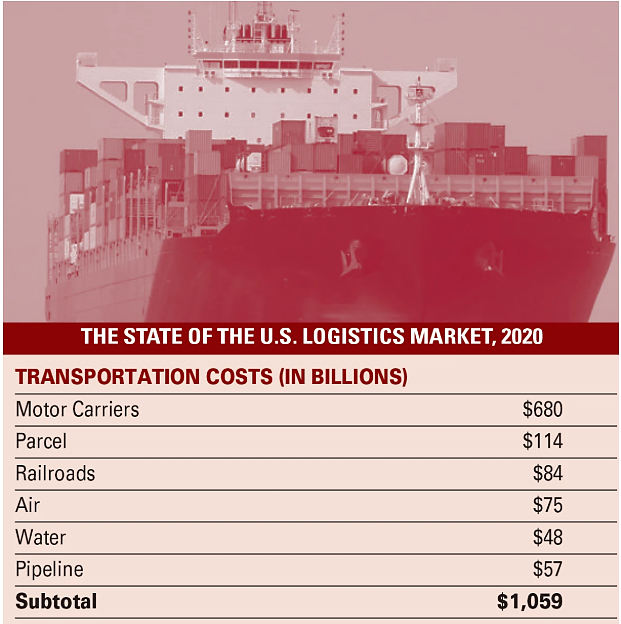 THE STATE OF THE U.S. LOGISTICS MARKET, 2020
TRANSPORTATION COSTS (IN BILLIONS)
Motor Carriers $680
Parcel $114
Railroads $84
Air $75
Water $48
Pipeline $57
Subtotal $1,059